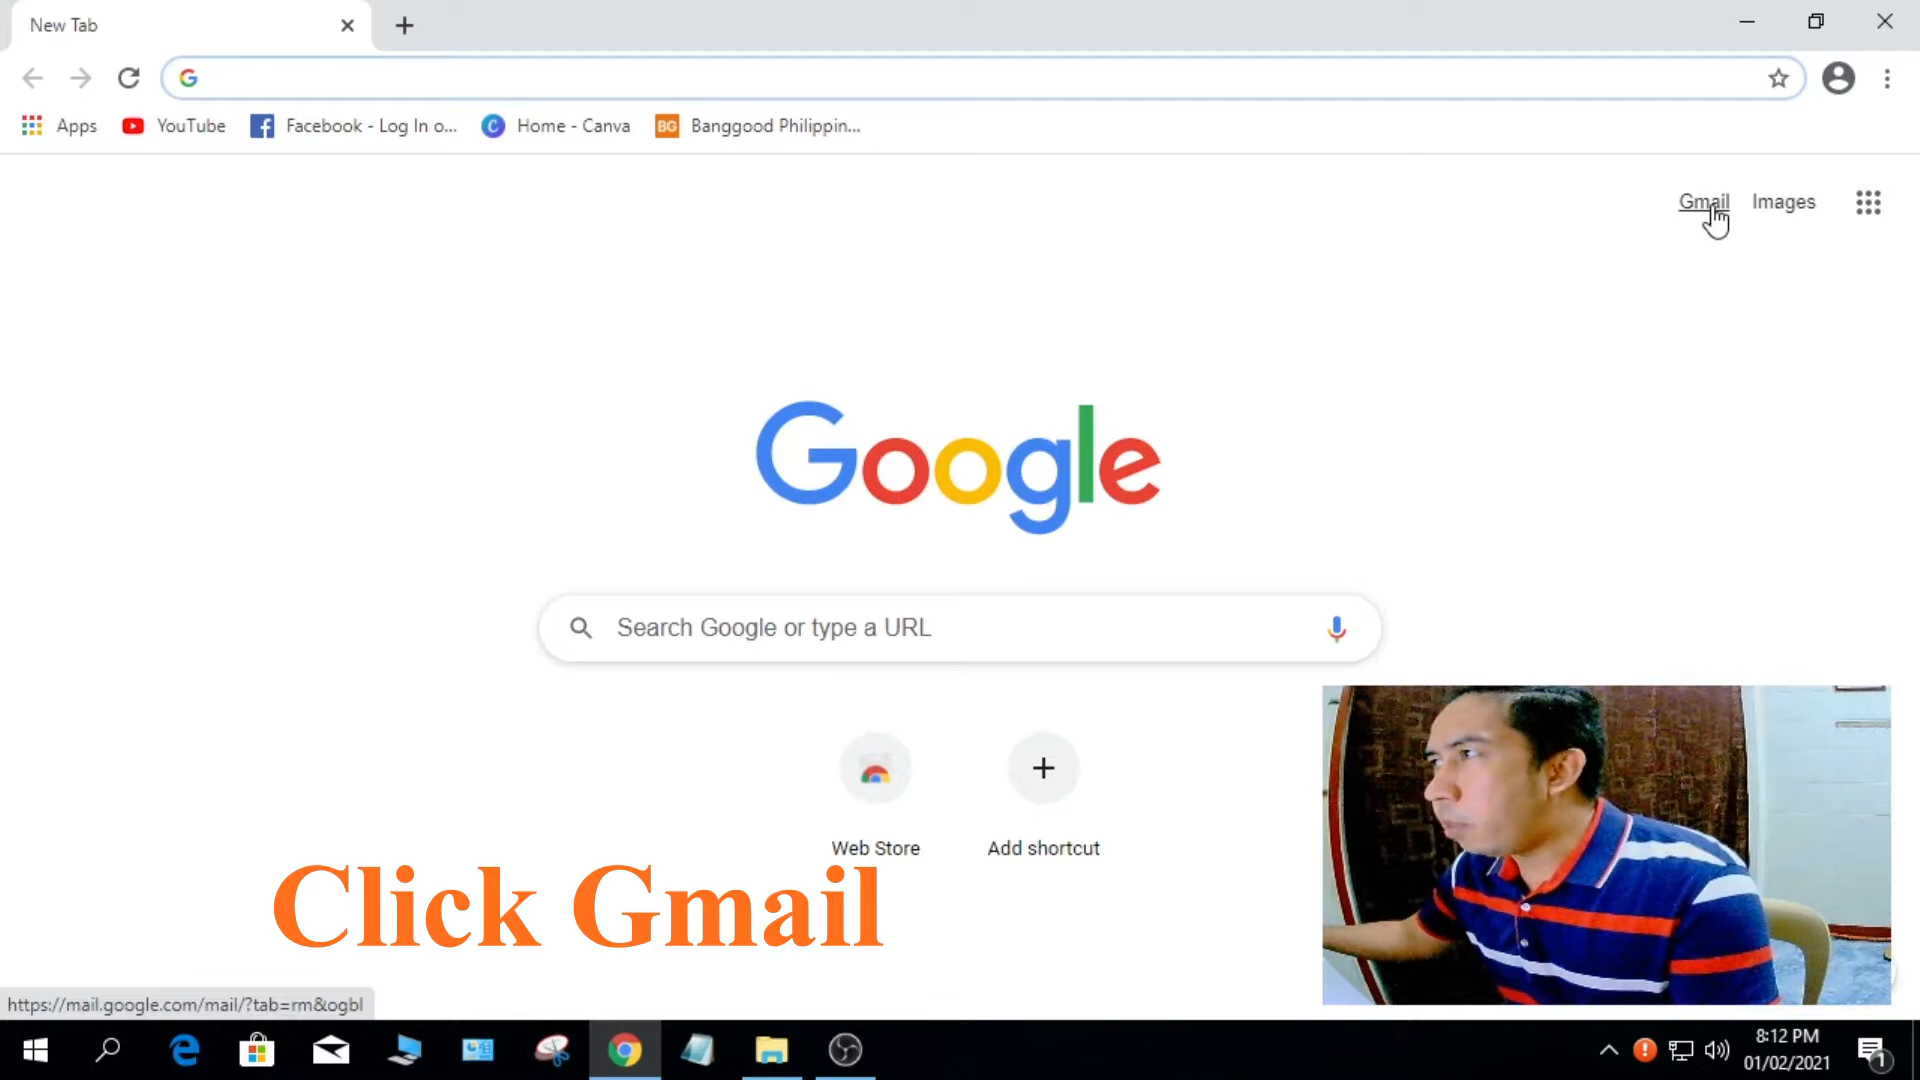 New Tab
Apps YouTube Facebook - Log In o... Home - Canva BG Banggood Philippin...
Gmail Images
Google
Search Google or type a URL
Web Store Add shortcut
Click Gmail
https://mail.google.com/mail/?tab=rm&ogbl
8:12 PM
01/02/2021
1